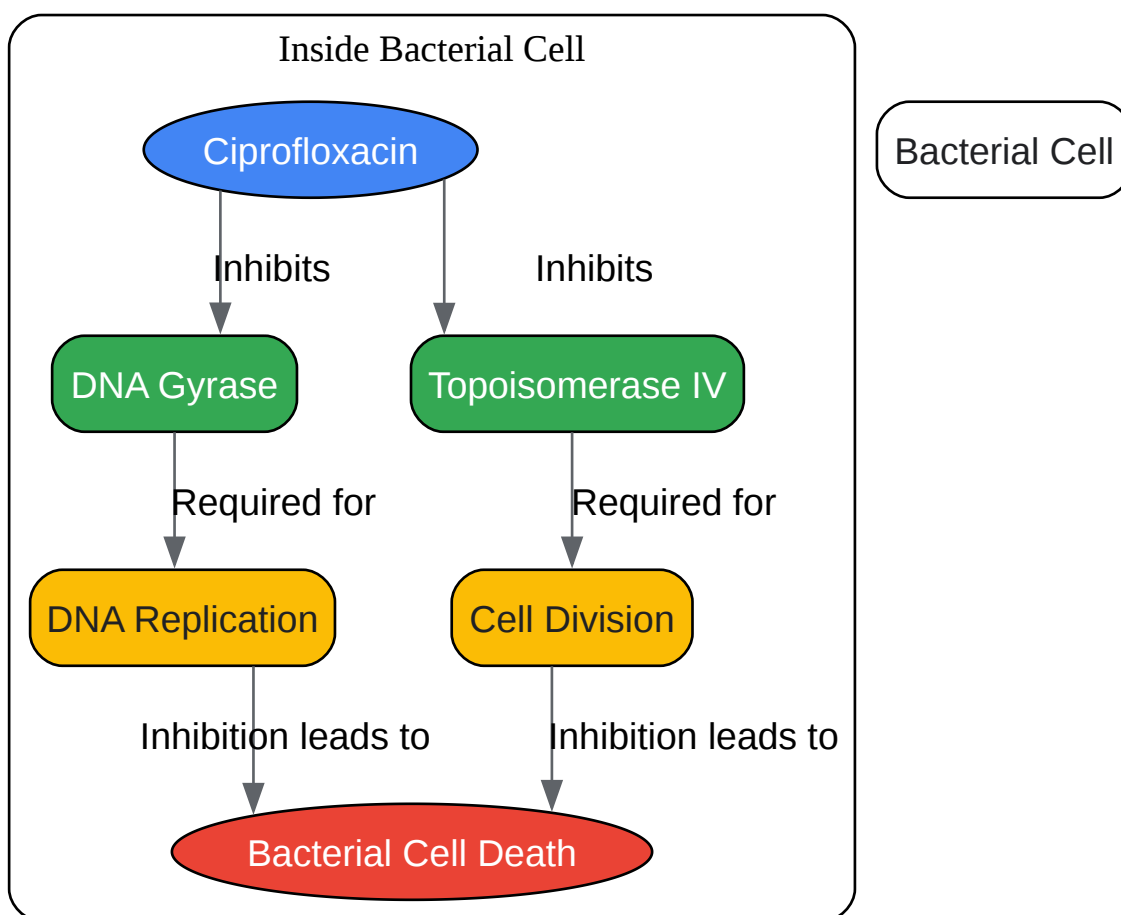 Inside Bacterial Cell
Ciprofloxacin
Bacterial Cell
Inhibits
Inhibits
DNA Gyrase
Topoisomerase IV
Required for
Required for
DNA Replication
Cell Division
Inhibition leads to
Inhibition leads to
Bacterial Cell Death